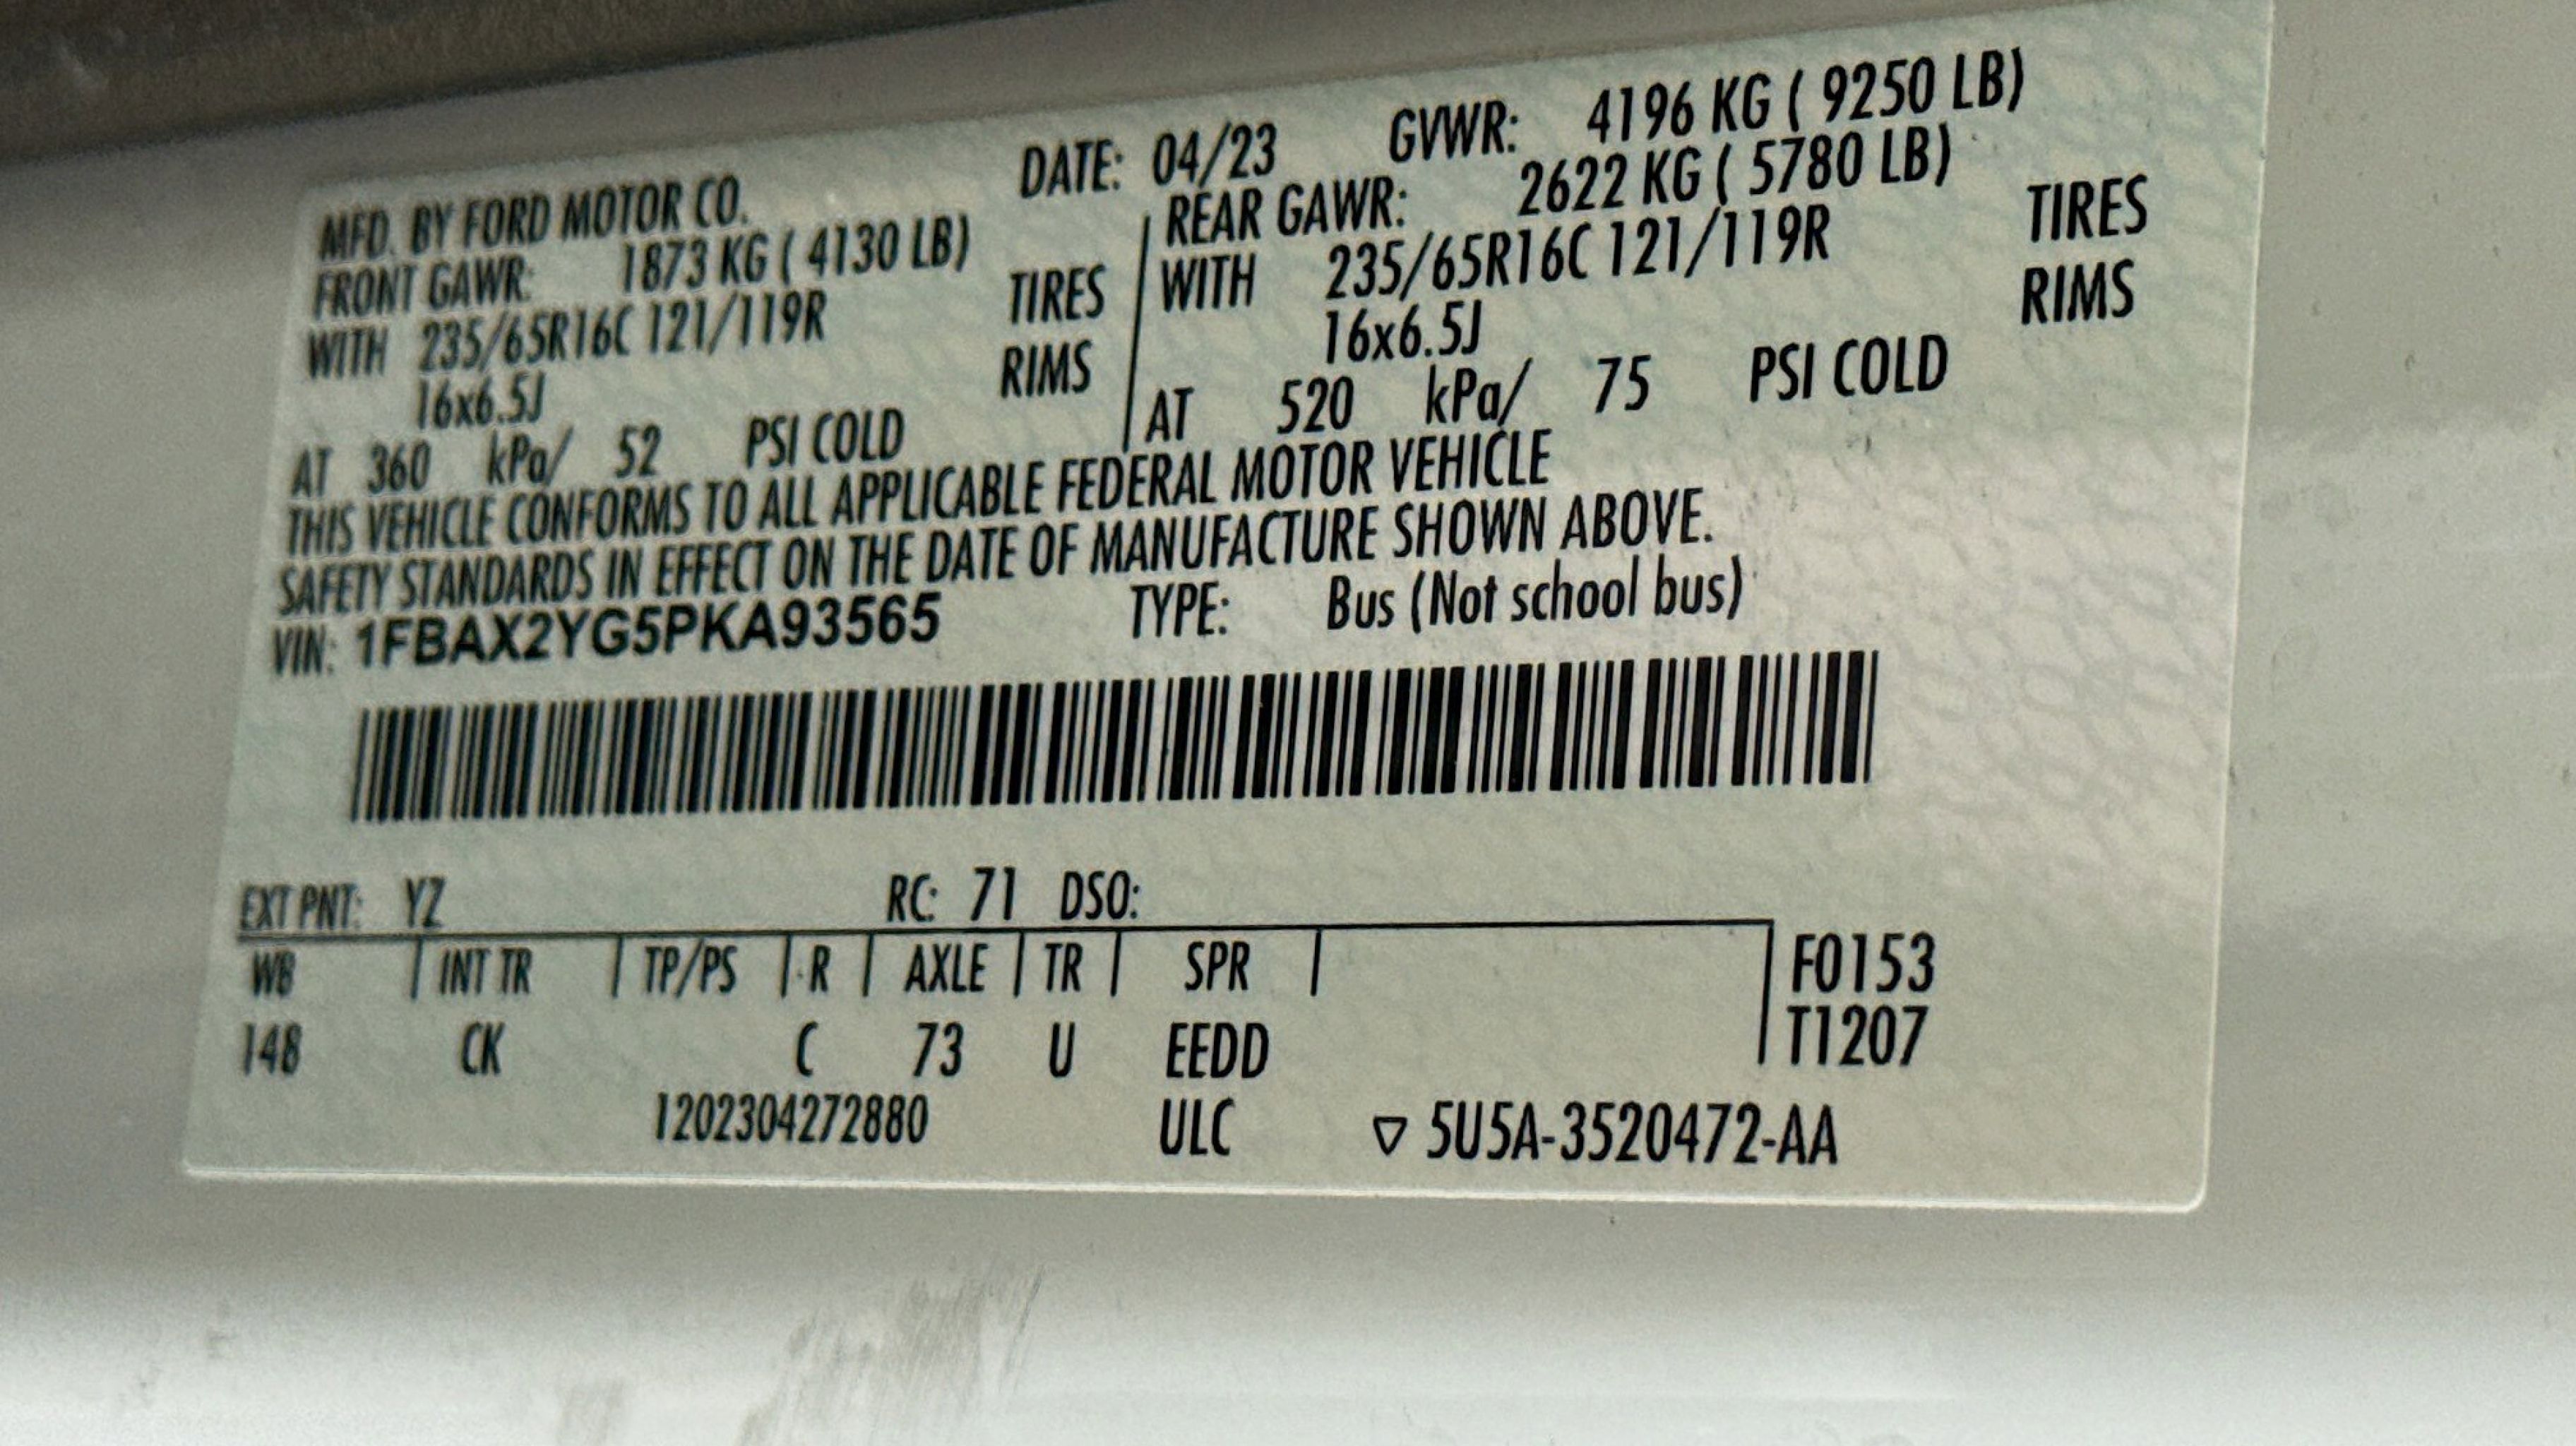 MFD. BY FORD MOTOR CO. DATE: 04/23 GVWR: 4196 KG ( 9250 LB)
FRONT GAWR: 1873 KG ( 4130 LB) REAR GAWR: 2622 KG ( 5780 LB)
WITH 235/65R16C 121/119R TIRES WITH 235/65R16C 121/119R TIRES
16x6.5J RIMS 16x6.5J RIMS
AT 360 kPa/ 52 PSI COLD AT 520 kPa/ 75 PSI COLD
THIS VEHICLE CONFORMS TO ALL APPLICABLE FEDERAL MOTOR VEHICLE
SAFETY STANDARDS IN EFFECT ON THE DATE OF MANUFACTURE SHOWN ABOVE.
VIN: 1FBAX2YG5PKA93565 TYPE: Bus (Not school bus)
EXT PNT: YZ RC: 71 DSO:
WB | INT TR | TP/PS | R | AXLE | TR | SPR | F0153
148 CK C 73 U EEDD T1207
1202304272880 ULC ▽ 5U5A-3520472-AA